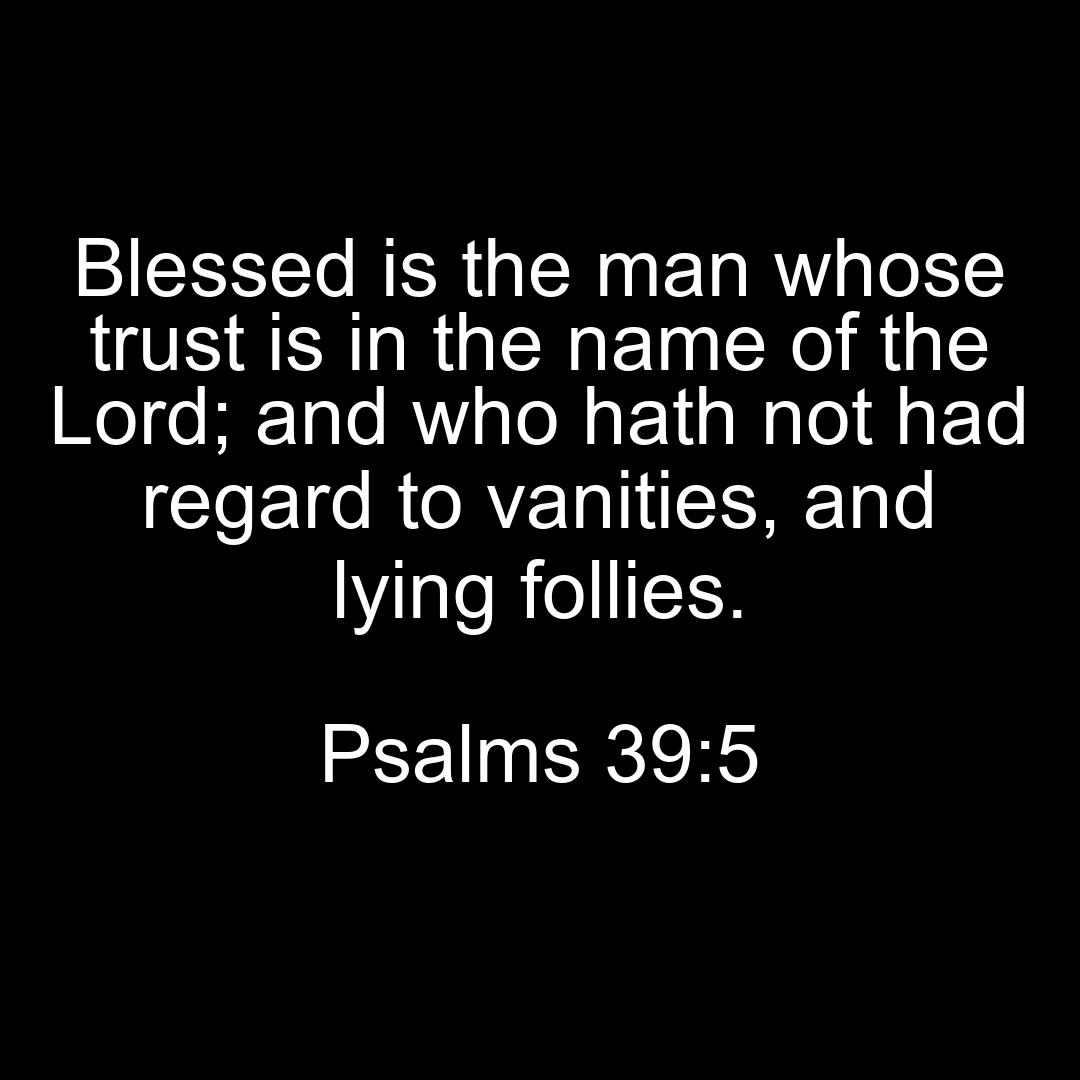 Blessed is the man whose
trust is in the name of the
Lord; and who hath not had
regard to vanities, and
lying follies.
Psalms 39:5